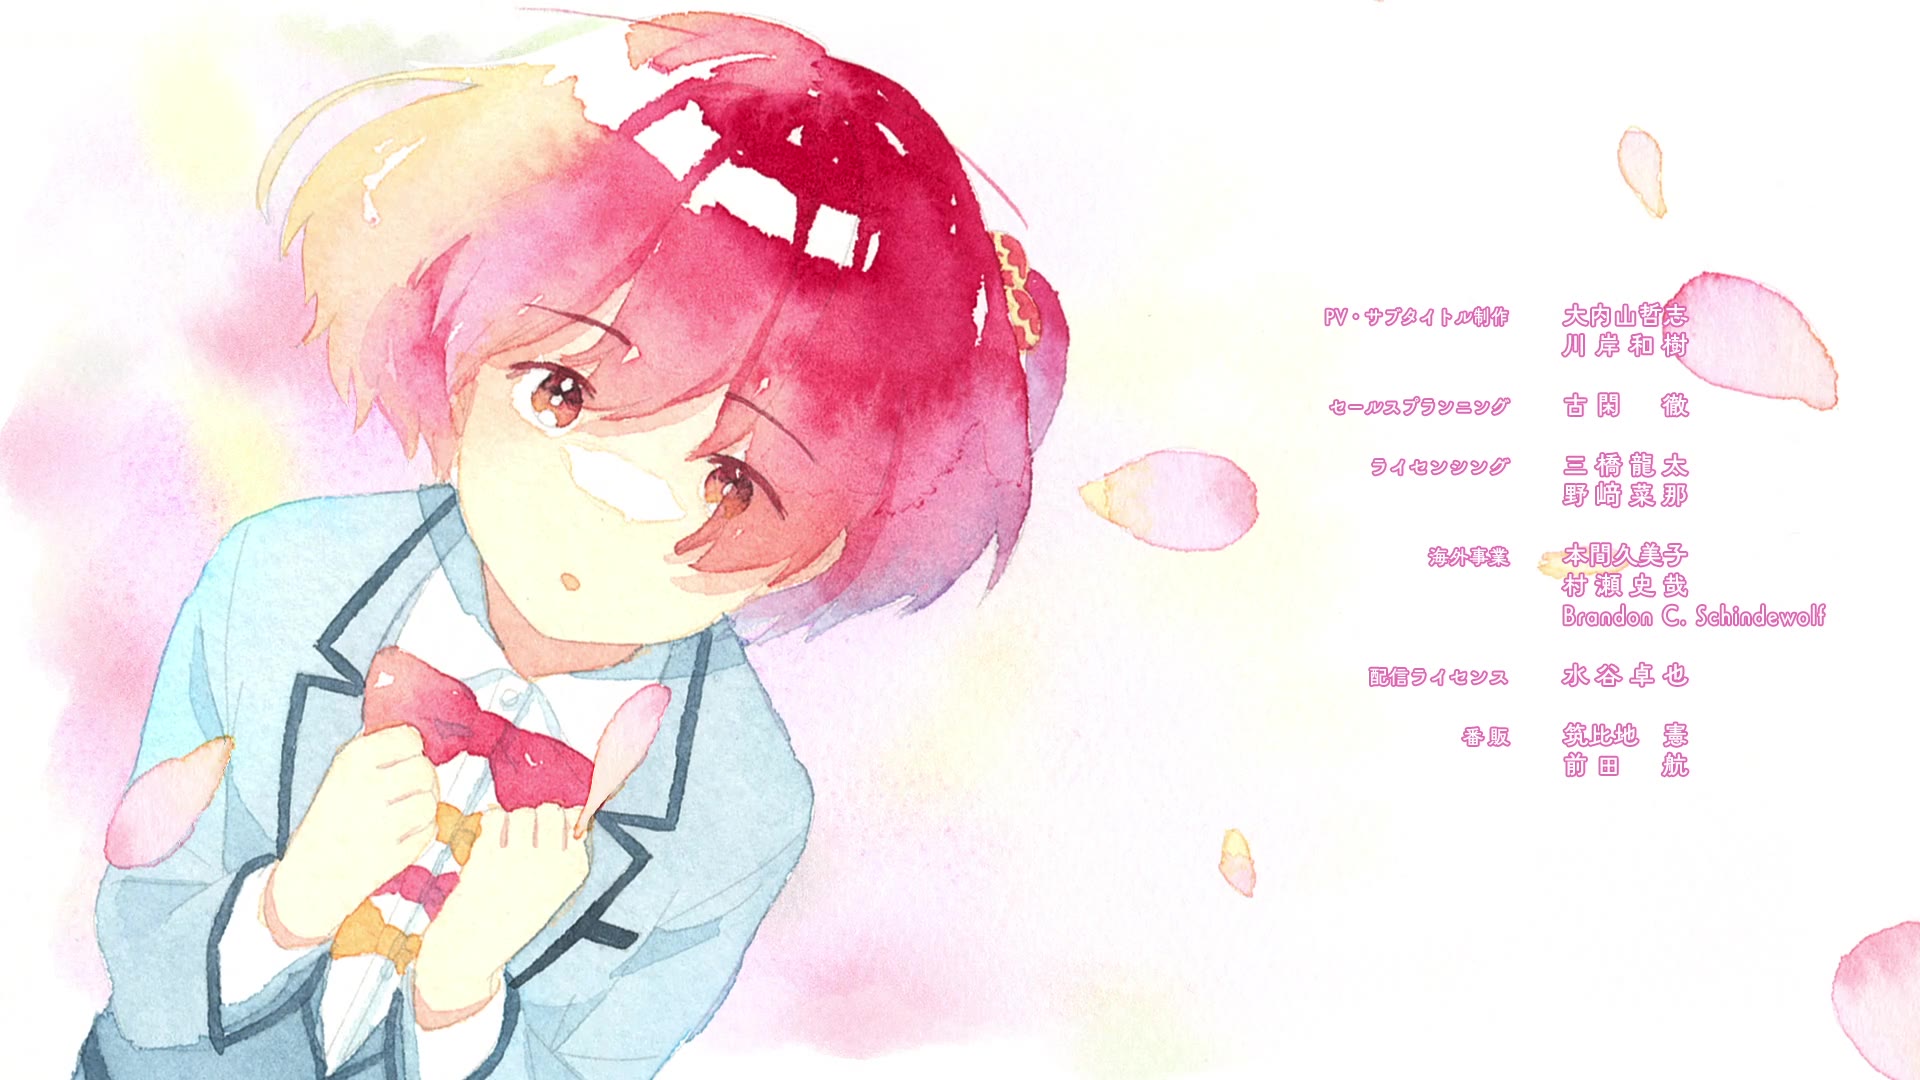 PV・サブタイトル制作 大内山哲志
川岸和樹
セールスプランニング 古閑 徹
ライセンシング 三橋龍太
野﨑菜那
海外事業 本間久美子
村瀬史哉
Brandon C. Schindewolf
配信ライセンス 水谷卓也
番販 筑比地 憲
前田 航